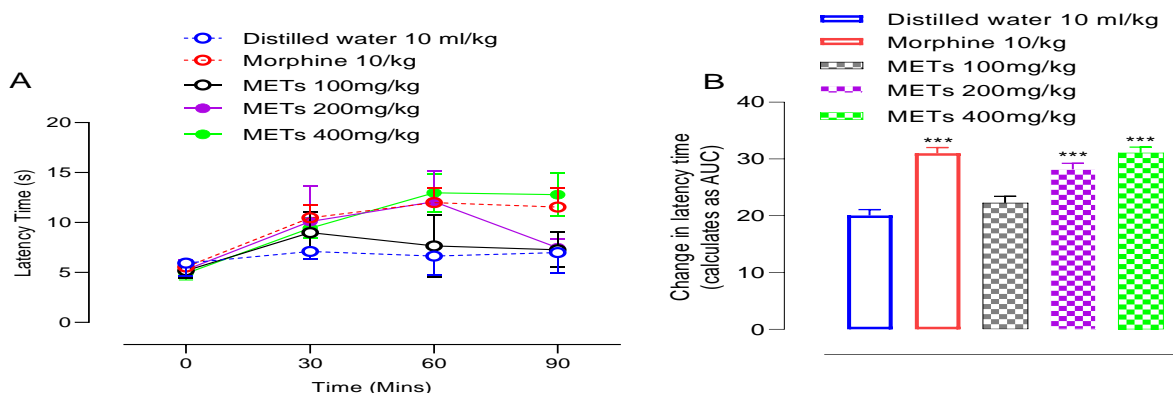 A
Distilled water 10 ml/kg
Morphine 10/kg
METs 100mg/kg
METs 200mg/kg
METs 400mg/kg
Latency Time (s)
20
15
10
5
0
0 30 60 90
Time (Mins)
B
Distilled water 10 ml/kg
Morphine 10/kg
METs 100mg/kg
METs 200mg/kg
METs 400mg/kg
Change in latency time
(calculates as AUC)
40
30
20
10
0
*** *** ***